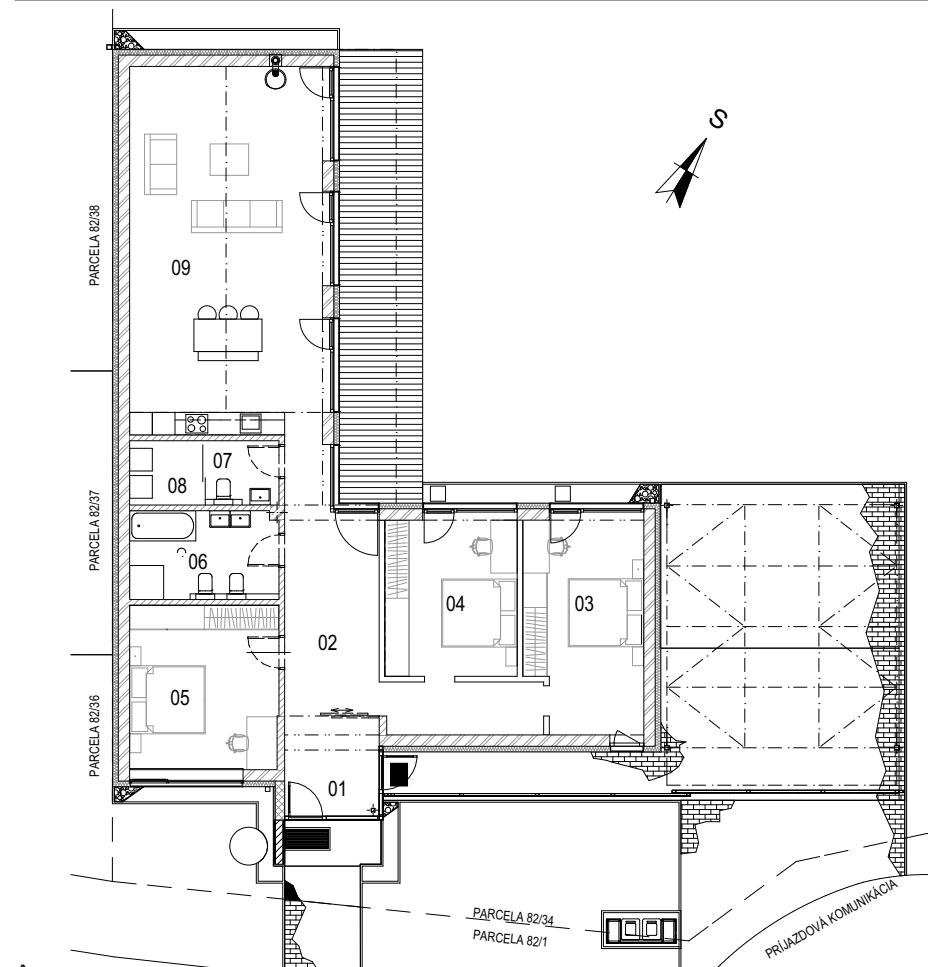 S
PARCELA 82/38
09
07
08
PARCELA 82/37
06
04
03
02
05
PARCELA 82/36
01
PARCELA 82/34
PARCELA 82/1
PRÍJAZDOVÁ KOMUNIKÁCIA